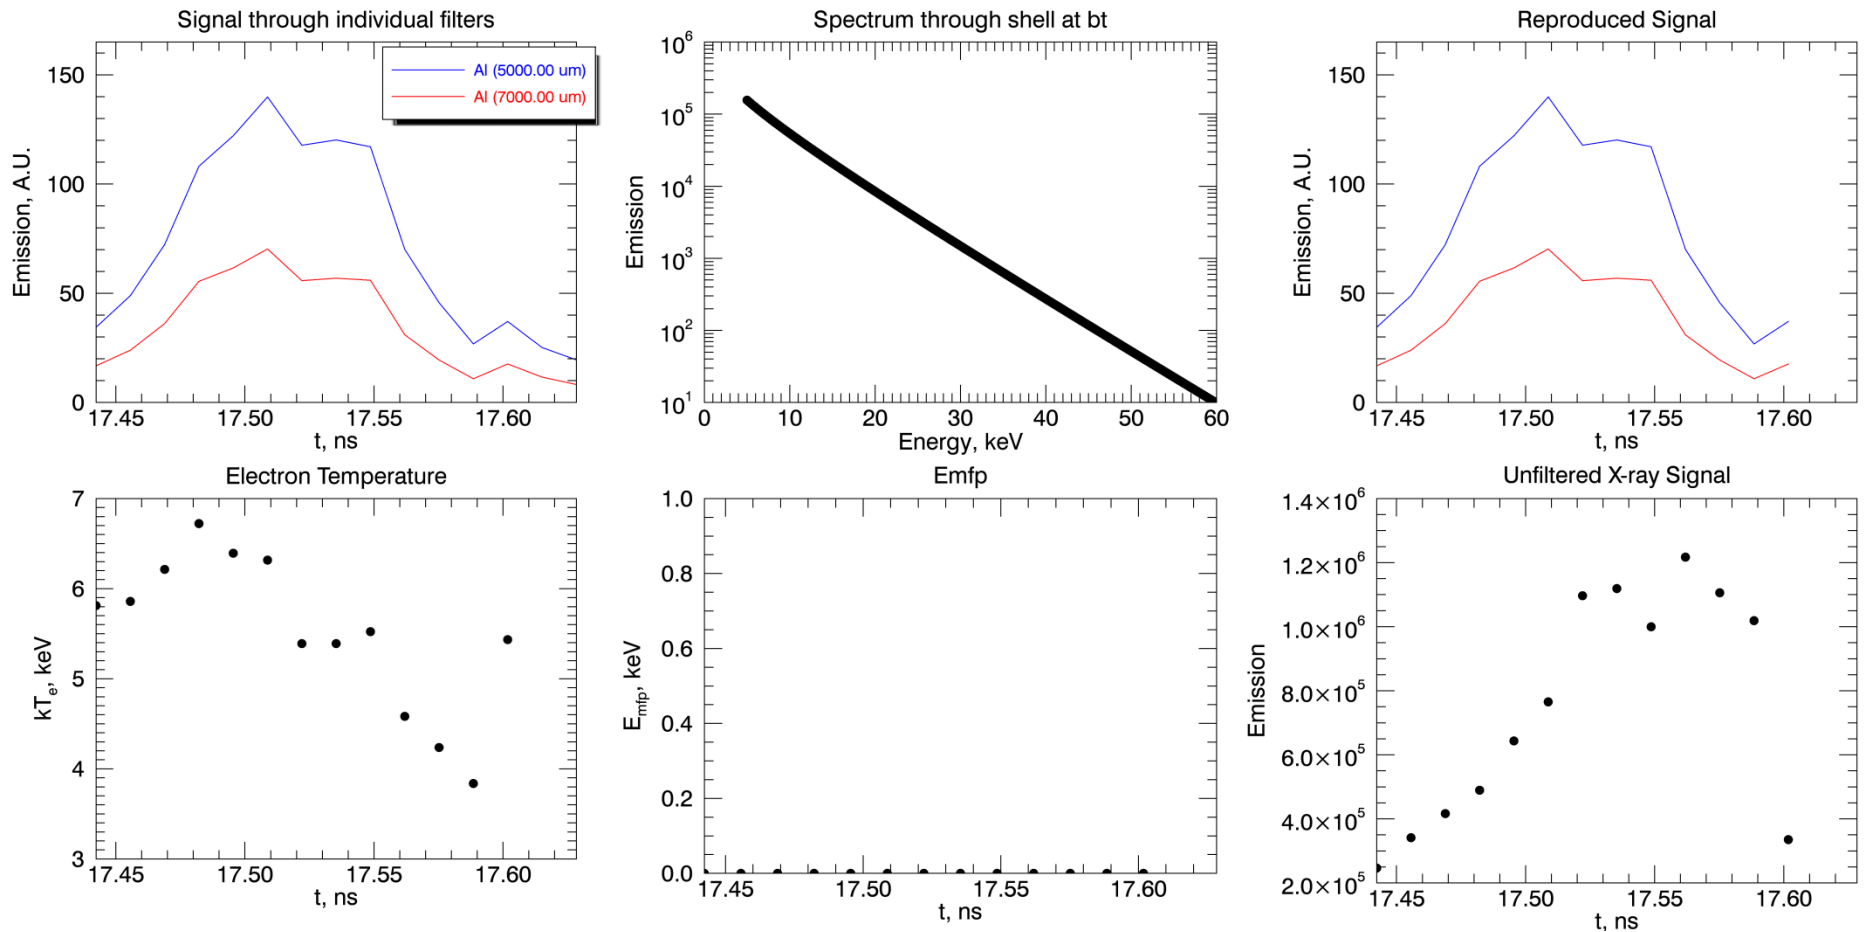 Signal through individual filters
Emission, A.U.
150
100
50
0
Al (5000.00 um)
Al (7000.00 um)
17.45 17.50 17.55 17.60
t, ns
Spectrum through shell at bt
Emission
10^6
10^5
10^4
10^3
10^2
10^1
0 10 20 30 40 50 60
Energy, keV
Reproduced Signal
Emission, A.U.
150
100
50
0
17.45 17.50 17.55 17.60
t, ns
Electron Temperature
kT_e, keV
7
6
5
4
3
17.45 17.50 17.55 17.60
t, ns
Emfp
E_mfp, keV
1.0
0.8
0.6
0.4
0.2
0.0
17.45 17.50 17.55 17.60
t, ns
Unfiltered X-ray Signal
Emission
1.4×10^6
1.2×10^6
1.0×10^6
8.0×10^5
6.0×10^5
4.0×10^5
2.0×10^5
17.45 17.50 17.55 17.60
t, ns